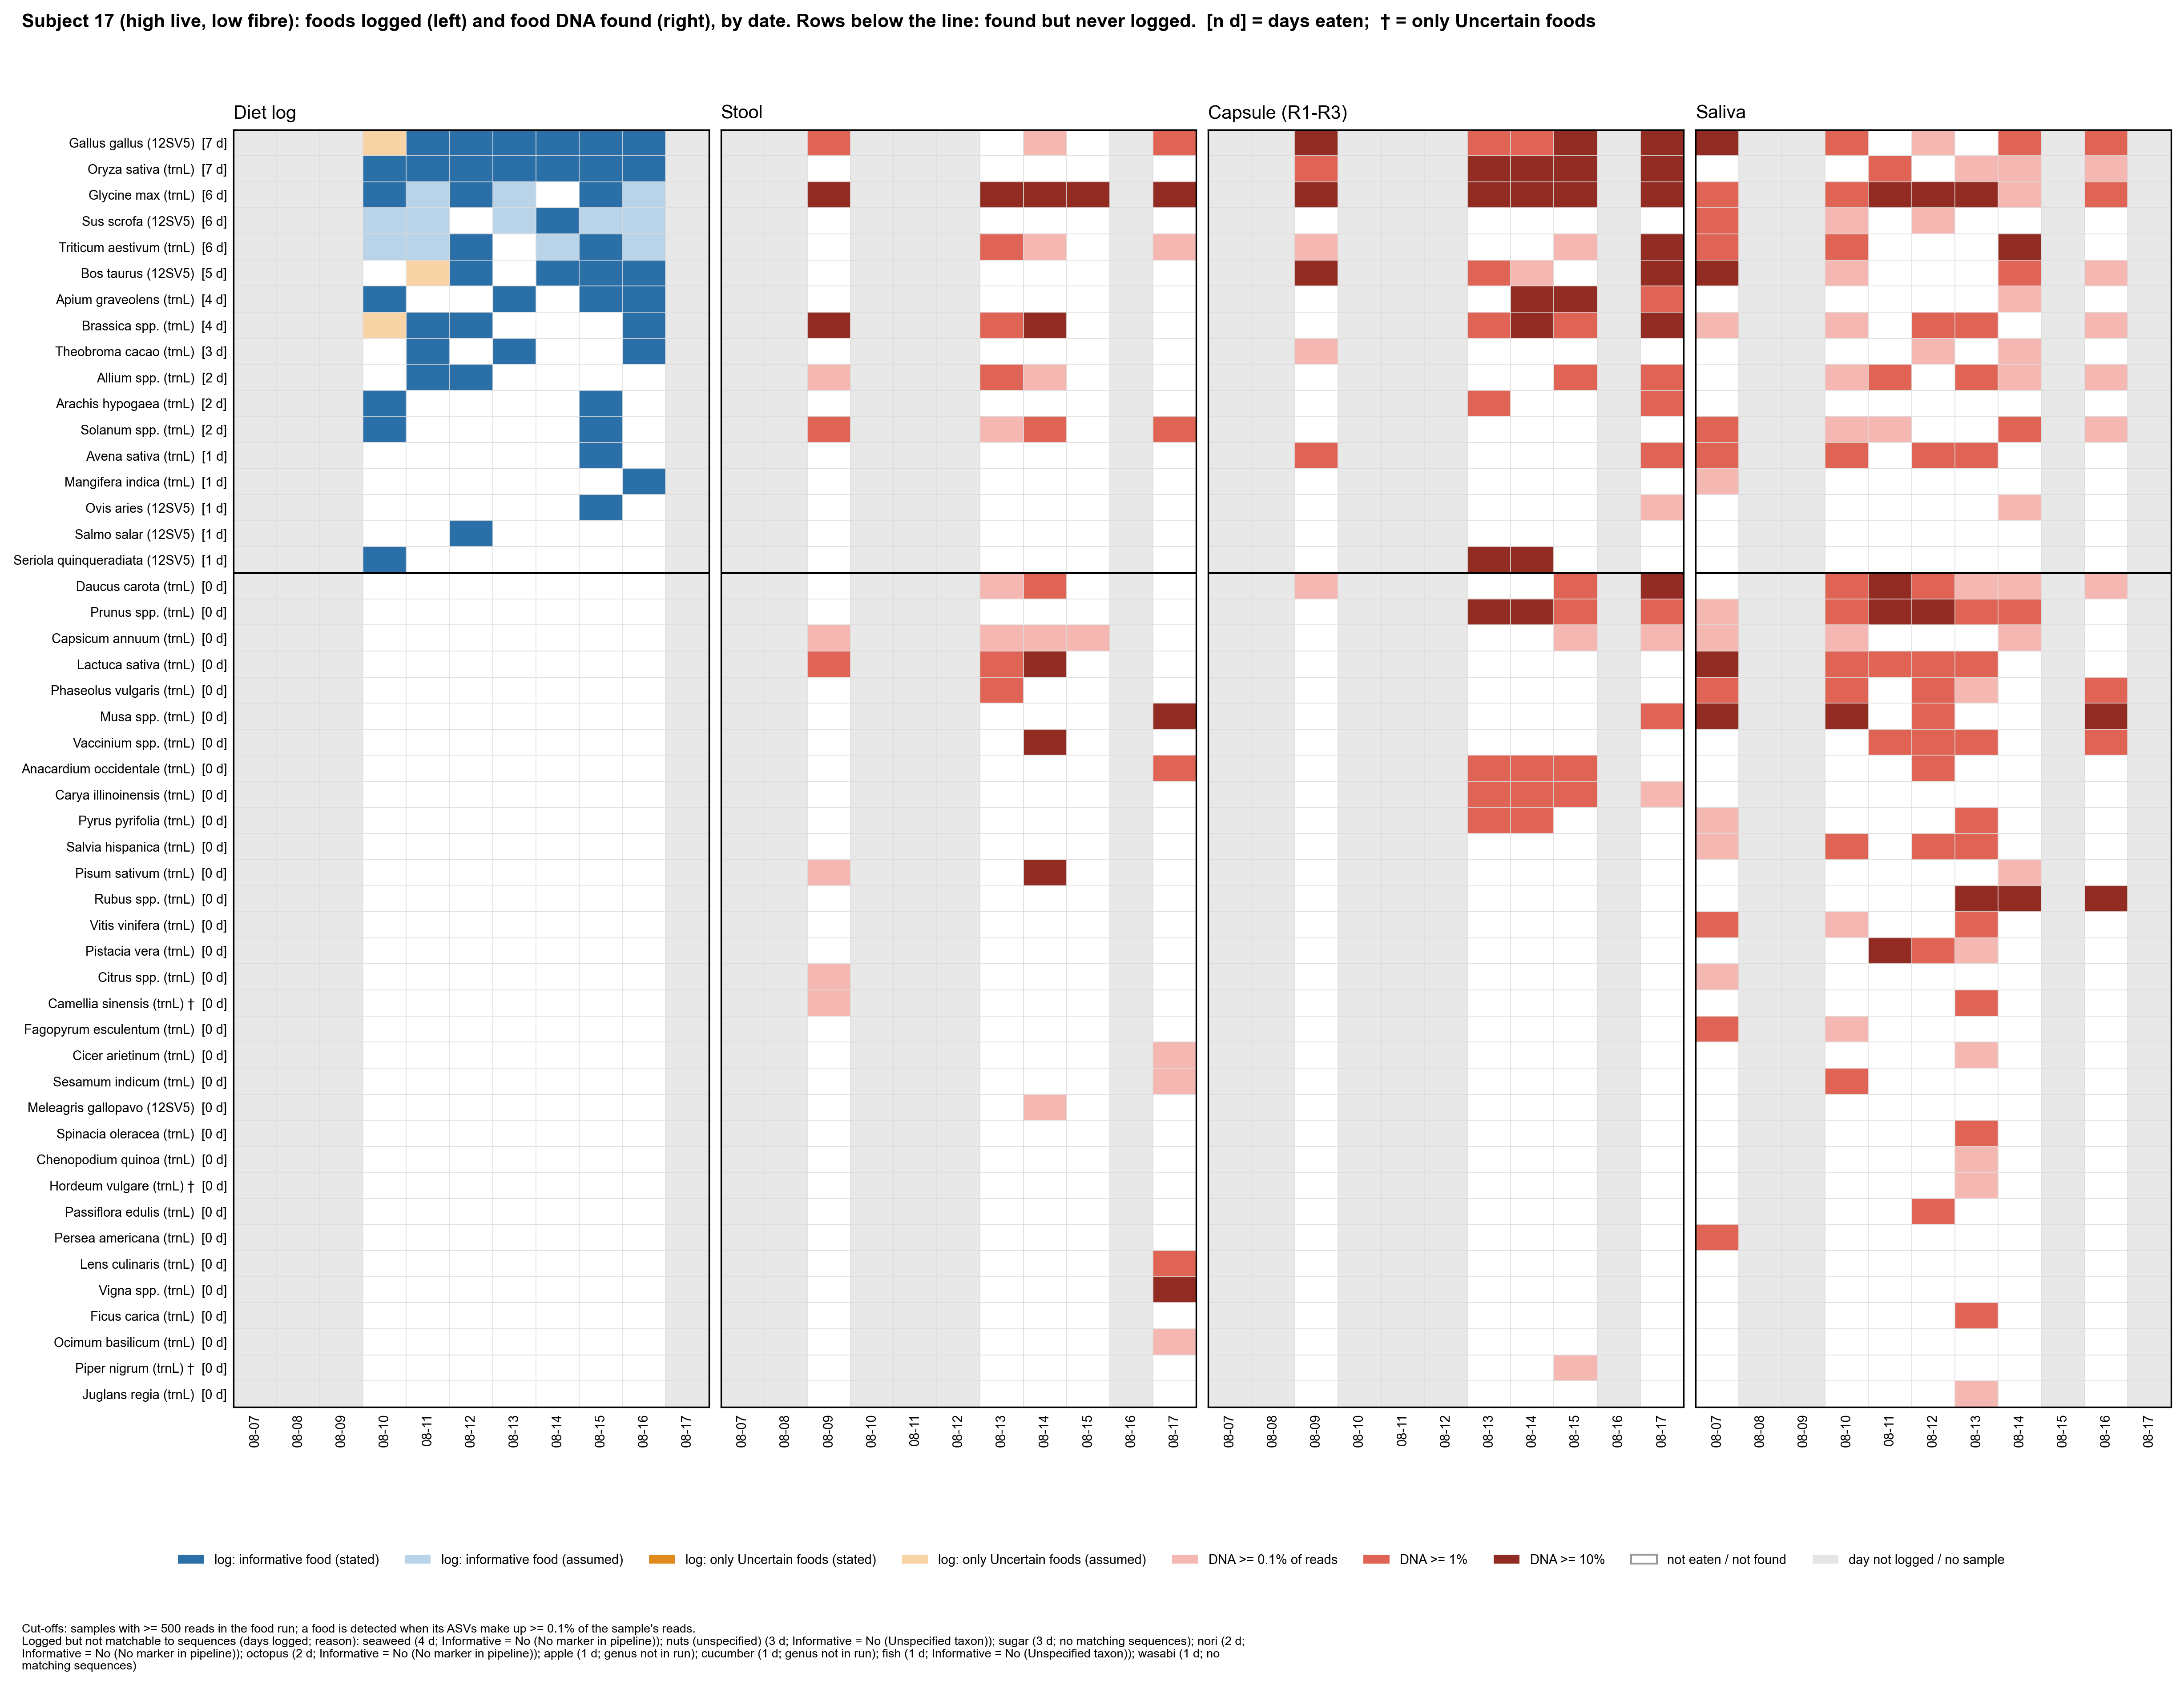 Subject 17 (high live, low fibre): foods logged (left) and food DNA found (right), by date. Rows below the line: found but never logged.  [n d] = days eaten;  † = only Uncertain foods
Diet log
Stool
Capsule (R1-R3)
Saliva
Gallus gallus (12SV5)  [7 d]
Oryza sativa (trnL)  [7 d]
Glycine max (trnL)  [6 d]
Sus scrofa (12SV5)  [6 d]
Triticum aestivum (trnL)  [6 d]
Bos taurus (12SV5)  [5 d]
Apium graveolens (trnL)  [4 d]
Brassica spp. (trnL)  [4 d]
Theobroma cacao (trnL)  [3 d]
Allium spp. (trnL)  [2 d]
Arachis hypogaea (trnL)  [2 d]
Solanum spp. (trnL)  [2 d]
Avena sativa (trnL)  [1 d]
Mangifera indica (trnL)  [1 d]
Ovis aries (12SV5)  [1 d]
Salmo salar (12SV5)  [1 d]
Seriola quinqueradiata (12SV5)  [1 d]
Daucus carota (trnL)  [0 d]
Prunus spp. (trnL)  [0 d]
Capsicum annuum (trnL)  [0 d]
Lactuca sativa (trnL)  [0 d]
Phaseolus vulgaris (trnL)  [0 d]
Musa spp. (trnL)  [0 d]
Vaccinium spp. (trnL)  [0 d]
Anacardium occidentale (trnL)  [0 d]
Carya illinoinensis (trnL)  [0 d]
Pyrus pyrifolia (trnL)  [0 d]
Salvia hispanica (trnL)  [0 d]
Pisum sativum (trnL)  [0 d]
Rubus spp. (trnL)  [0 d]
Vitis vinifera (trnL)  [0 d]
Pistacia vera (trnL)  [0 d]
Citrus spp. (trnL)  [0 d]
Camellia sinensis (trnL) †  [0 d]
Fagopyrum esculentum (trnL)  [0 d]
Cicer arietinum (trnL)  [0 d]
Sesamum indicum (trnL)  [0 d]
Meleagris gallopavo (12SV5)  [0 d]
Spinacia oleracea (trnL)  [0 d]
Chenopodium quinoa (trnL)  [0 d]
Hordeum vulgare (trnL) †  [0 d]
Passiflora edulis (trnL)  [0 d]
Persea americana (trnL)  [0 d]
Lens culinaris (trnL)  [0 d]
Vigna spp. (trnL)  [0 d]
Ficus carica (trnL)  [0 d]
Ocimum basilicum (trnL)  [0 d]
Piper nigrum (trnL) †  [0 d]
Juglans regia (trnL)  [0 d]
08-07 08-08 08-09 08-10 08-11 08-12 08-13 08-14 08-15 08-16 08-17
08-07 08-08 08-09 08-10 08-11 08-12 08-13 08-14 08-15 08-16 08-17
08-07 08-08 08-09 08-10 08-11 08-12 08-13 08-14 08-15 08-16 08-17
08-07 08-08 08-09 08-10 08-11 08-12 08-13 08-14 08-15 08-16 08-17
log: informative food (stated)
log: informative food (assumed)
log: only Uncertain foods (stated)
log: only Uncertain foods (assumed)
DNA >= 0.1% of reads
DNA >= 1%
DNA >= 10%
not eaten / not found
day not logged / no sample
Cut-offs: samples with >= 500 reads in the food run; a food is detected when its ASVs make up >= 0.1% of the sample's reads.
Logged but not matchable to sequences (days logged; reason): seaweed (4 d; Informative = No (No marker in pipeline)); nuts (unspecified) (3 d; Informative = No (Unspecified taxon)); sugar (3 d; no matching sequences); nori (2 d;
Informative = No (No marker in pipeline)); octopus (2 d; Informative = No (No marker in pipeline)); apple (1 d; genus not in run); cucumber (1 d; genus not in run); fish (1 d; Informative = No (Unspecified taxon)); wasabi (1 d; no
matching sequences)